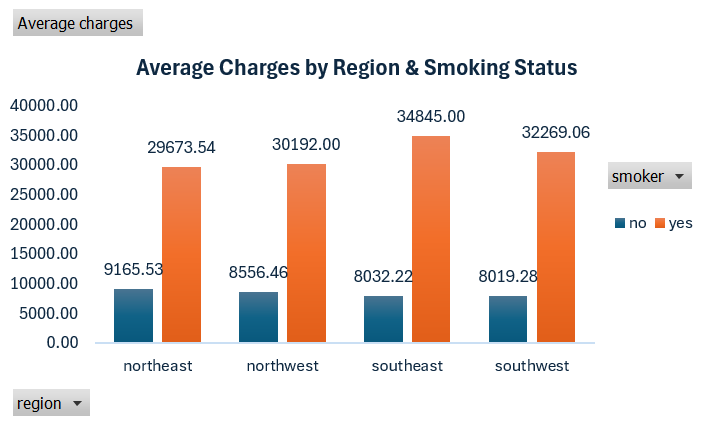 Average charges
Average Charges by Region & Smoking Status
40000.00
35000.00
30000.00
25000.00
20000.00
15000.00
10000.00
5000.00
0.00
9165.53
29673.54
8556.46
30192.00
8032.22
34845.00
8019.28
32269.06
northeast
northwest
southeast
southwest
smoker
no
yes
region